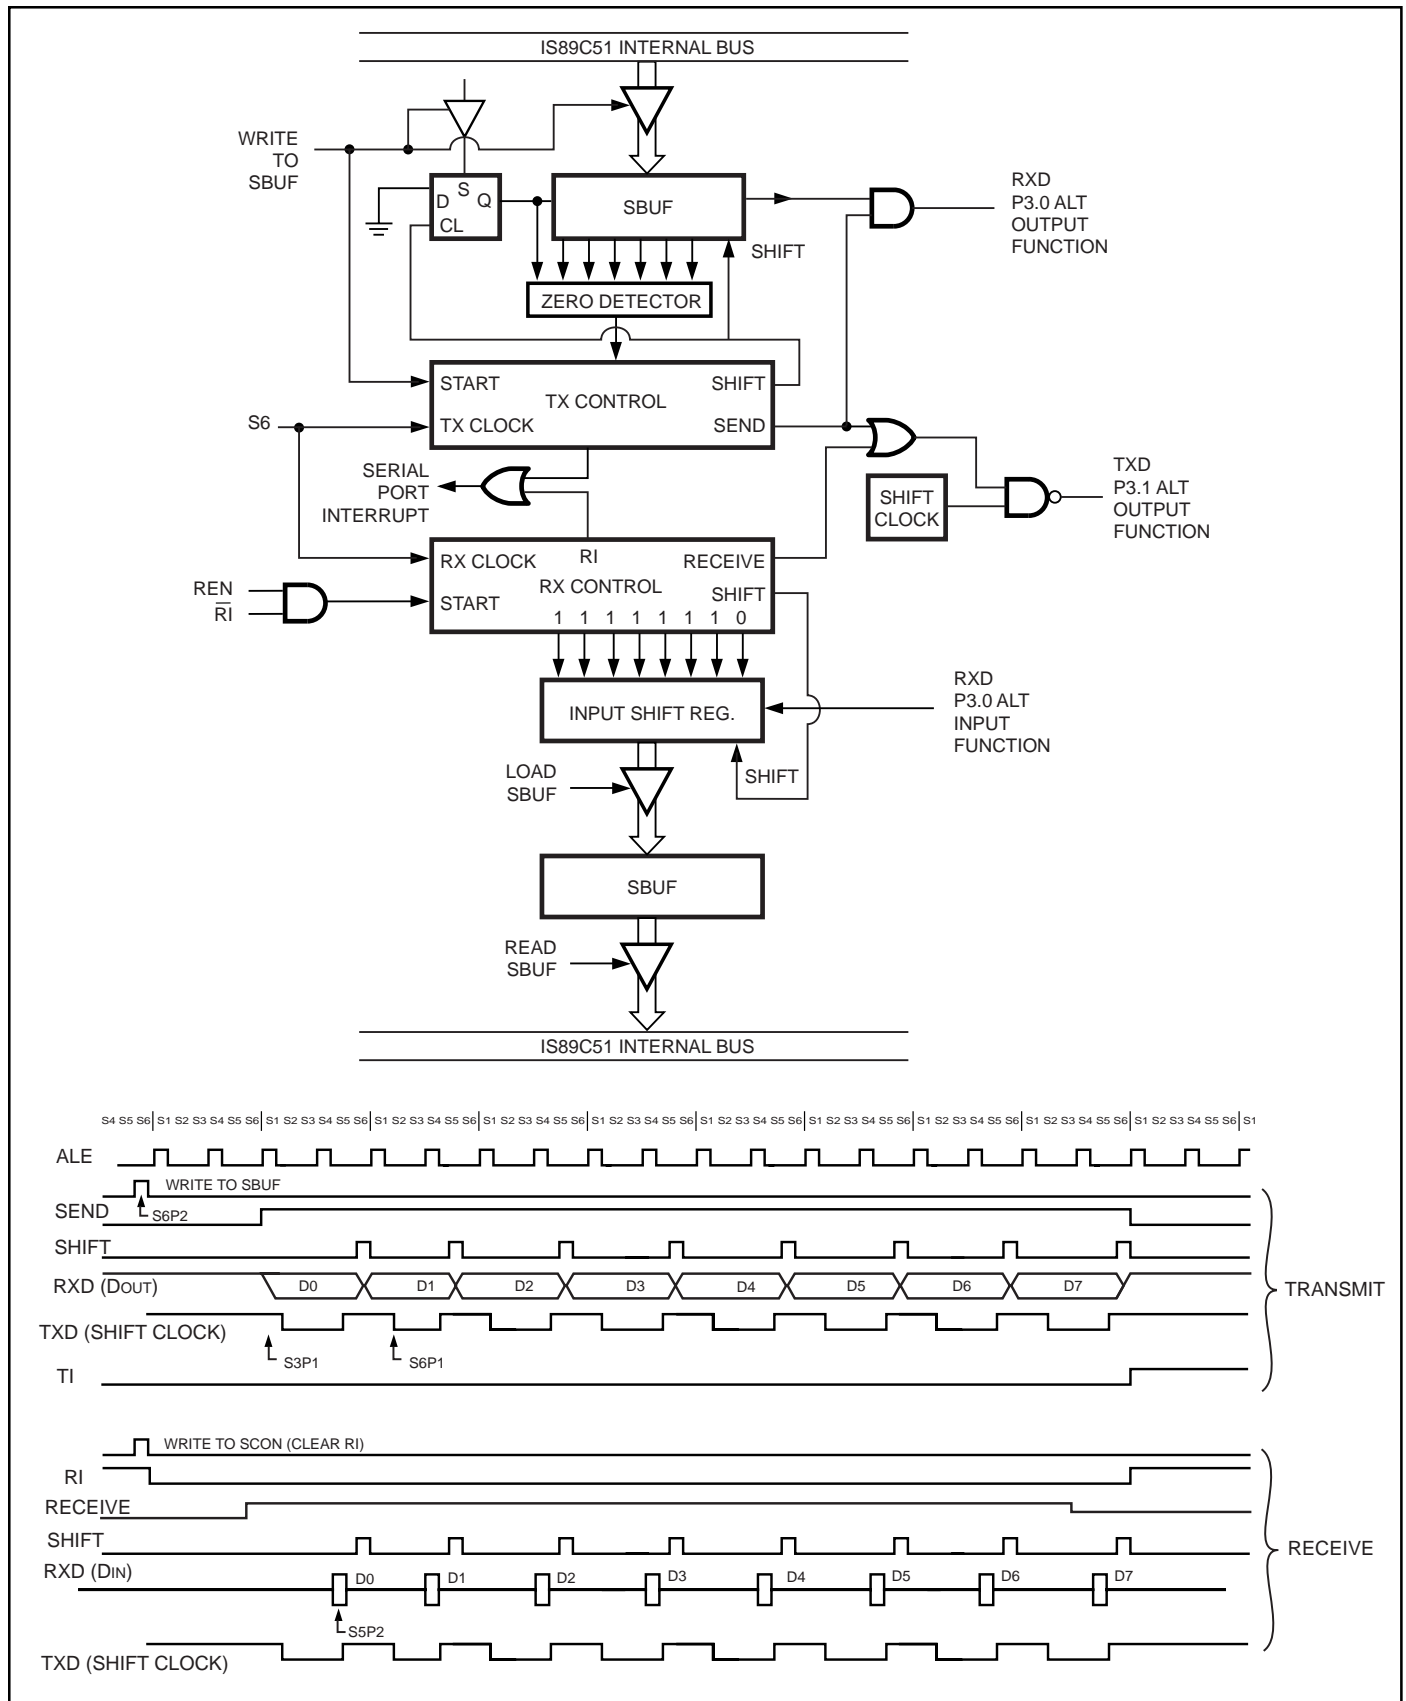 IS89C51 INTERNAL BUS
WRITE
TO
SBUF
D
S
Q
CL
SBUF
SHIFT
RXD
P3.0 ALT
OUTPUT
FUNCTION
ZERO DETECTOR
START
SHIFT
TX CONTROL
S6
TX CLOCK
SEND
SERIAL
PORT
INTERRUPT
SHIFT
CLOCK
TXD
P3.1 ALT
OUTPUT
FUNCTION
RX CLOCK
RI
RECEIVE
RX CONTROL
SHIFT
REN
RI
START
1 1 1 1 1 1 1 0
INPUT SHIFT REG.
RXD
P3.0 ALT
INPUT
FUNCTION
LOAD
SBUF
SHIFT
SBUF
READ
SBUF
IS89C51 INTERNAL BUS
S4 S5 S6 S1 S2 S3 S4 S5 S6 S1 S2 S3 S4 S5 S6 S1 S2 S3 S4 S5 S6 S1 S2 S3 S4 S5 S6 S1 S2 S3 S4 S5 S6 S1 S2 S3 S4 S5 S6 S1 S2 S3 S4 S5 S6 S1 S2 S3 S4 S5 S6 S1 S2 S3 S4 S5 S6 S1 S2 S3 S4 S5 S6 S1
ALE
WRITE TO SBUF
SEND
S6P2
SHIFT
RXD (DOUT)
D0 D1 D2 D3 D4 D5 D6 D7
TRANSMIT
TXD (SHIFT CLOCK)
S3P1
S6P1
TI
WRITE TO SCON (CLEAR RI)
RI
RECEIVE
SHIFT
RECEIVE
RXD (DIN)
D0 D1 D2 D3 D4 D5 D6 D7
S5P2
TXD (SHIFT CLOCK)